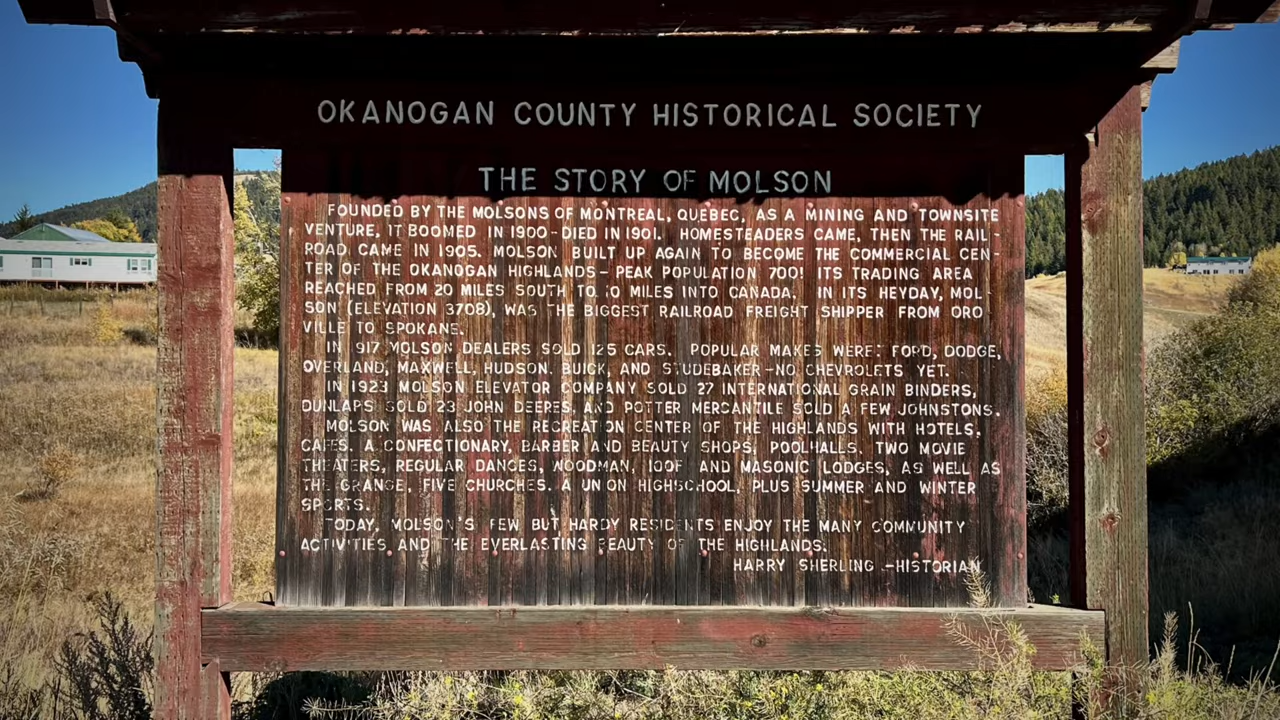 OKANOGAN COUNTY HISTORICAL SOCIETY
THE STORY OF MOLSON
FOUNDED BY THE MOLSONS OF MONTREAL, QUEBEC, AS A MINING AND TOWNSITE
VENTURE, IT BOOMED IN 1900-DIED IN 1901. HOMESTEADERS CAME, THEN THE RAIL-
ROAD CAME IN 1905. MOLSON BUILT UP AGAIN TO BECOME THE COMMERCIAL CEN-
TER OF THE OKANOGAN HIGHLANDS-PEAK POPULATION 700! ITS TRADING AREA
REACHED FROM 20 MILES SOUTH TO MILES INTO CANADA. IN ITS HEYDAY, MOL-
SON (ELEVATION 3708), WAS THE BIGGEST RAILROAD FREIGHT SHIPPER FROM ORO
VILLE TO SPOKANE.
IN 1917 MOLSON DEALERS SOLD 125 CARS. POPULAR MAKES WERE: FORD, DODGE,
OVERLAND, MAXWELL, HUDSON, BUICK, AND STUDEBAKER-NO CHEVROLETS YET.
IN 1923 MOLSON ELEVATOR COMPANY SOLD 27 INTERNATIONAL GRAIN BINDERS,
DUNLAPS SOLD 23 JOHN DEERES, AND POTTER MERCANTILE SOLD A FEW JOHNSTONS.
MOLSON WAS ALSO THE RECREATION CENTER OF THE HIGHLANDS WITH HOTELS,
CAFES, A CONFECTIONARY, BARBER AND BEAUTY SHOPS, POOLHALLS, TWO MOVIE
THEATERS, REGULAR DANCES, WOODMAN, IOOF AND MASONIC LODGES, AS WELL AS
THE GRANGE, FIVE CHURCHES. A UNION HIGHSCHOOL, PLUS SUMMER AND WINTER
SPORTS.
TODAY, MOLSON'S FEW BUT HARDY RESIDENTS ENJOY THE MANY COMMUNITY
ACTIVITIES AND THE EVERLASTING BEAUTY OF THE HIGHLANDS.
HARRY SHERLING -HISTORIAN